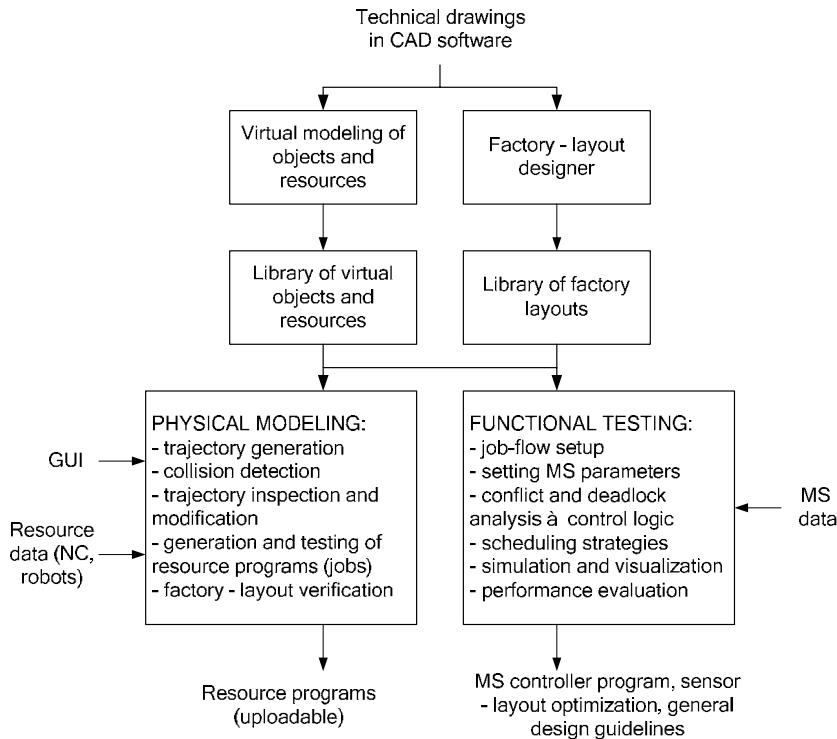 Technical drawings
in CAD software
Virtual modeling of
objects and
resources
Factory - layout
designer
Library of virtual
objects and
resources
Library of factory
layouts
PHYSICAL MODELING:
- trajectory generation
- collision detection
- trajectory inspection and
modification
- generation and testing of
resource programs (jobs)
- factory - layout verification
FUNCTIONAL TESTING:
- job-flow setup
- setting MS parameters
- conflict and deadlock
analysis à control logic
- scheduling strategies
- simulation and visualization
- performance evaluation
GUI
Resource
data (NC,
robots)
MS
data
Resource programs
(uploadable)
MS controller program, sensor
- layout optimization, general
design guidelines